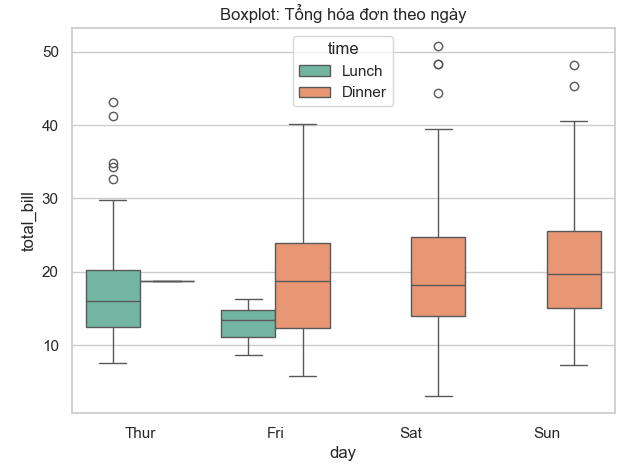 Boxplot: Tổng hóa đơn theo ngày
time
Lunch
Dinner
total_bill
50
40
30
20
10
Thur Fri Sat Sun
day